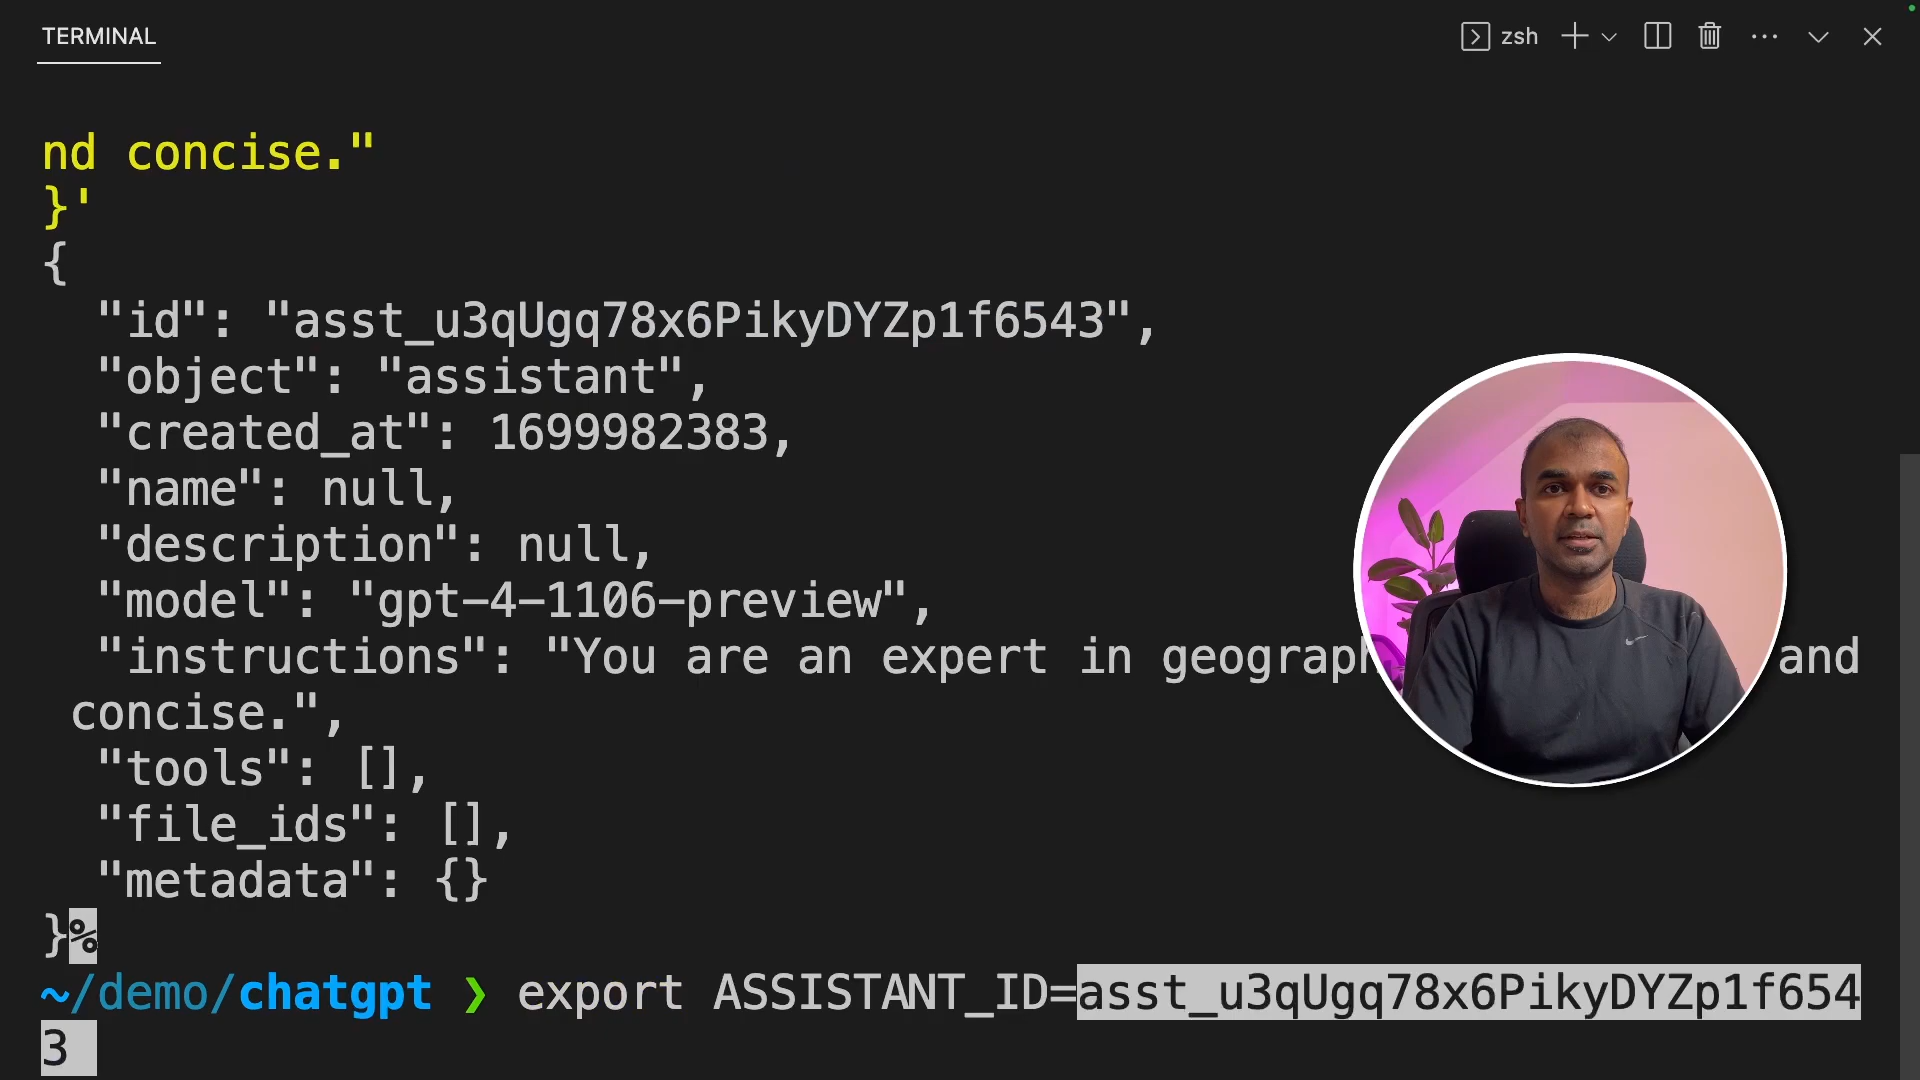 TERMINAL
zsh
nd concise."
}'
{
"id": "asst_u3qUgq78x6PikyDYZp1f6543",
"object": "assistant",
"created_at": 1699982383,
"name": null,
"description": null,
"model": "gpt-4-1106-preview",
"instructions": "You are an expert in and
concise.",
"tools": [],
"file_ids": [],
"metadata": {}
}%
~/demo/chatgpt ❯ export ASSISTANT_ID=asst_u3qUgq78x6PikyDYZp1f654
3